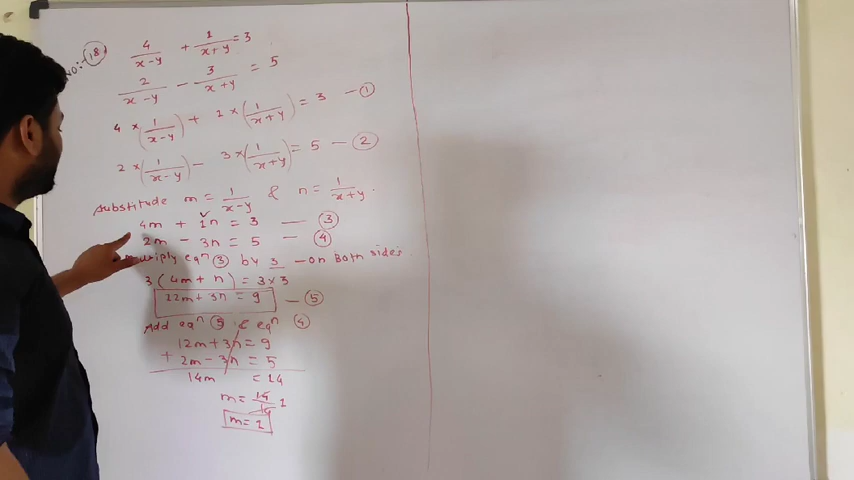 NO:- 18
4/(x-y) + 1/(x+y) = 3
2/(x-y) - 3/(x+y) = 5
4 × (1/(x-y)) + 2 × (1/(x+y)) = 3 — ①
2 × (1/(x-y)) - 3 × (1/(x+y)) = 5 — ②
Substitude m = 1/(x-y) & n = 1/(x+y).
4m + 1n = 3 — ③
2m - 3n = 5 — ④
multiply eqⁿ ③ by 3 - on both sides
3 (4m + n) = 3×3
12m + 3n = 9 — ⑤
Add eqⁿ ⑤ & eqⁿ ④
12m + 3n = 9
+ 2m - 3n = 5
14m = 14
m = 14/14 1
m = 1